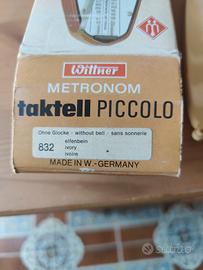 Wittner
METRONOM
taktell PICCOLO
Ohne Glocke - without bell - sans sonnerie
832
elfenbein
ivory
ivoire
MADE IN W.-GERMANY